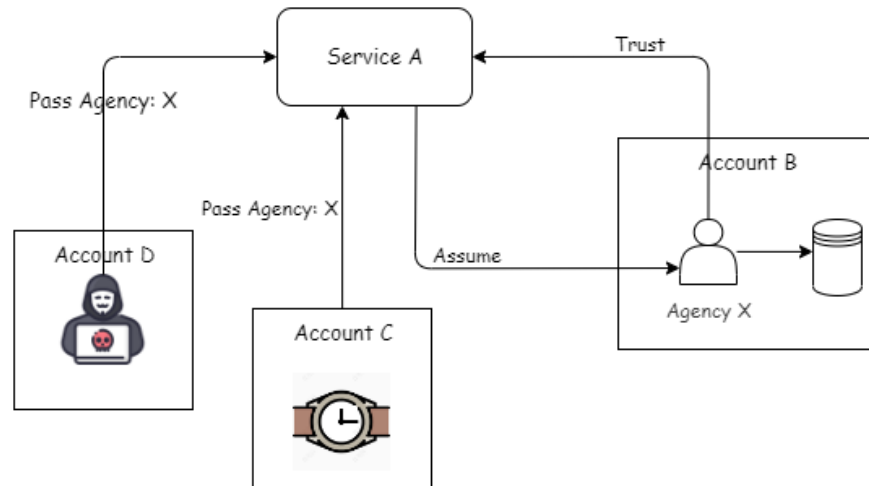 Service A
Trust
Pass Agency: X
Account B
Pass Agency: X
Account D
Assume
Agency X
Account C